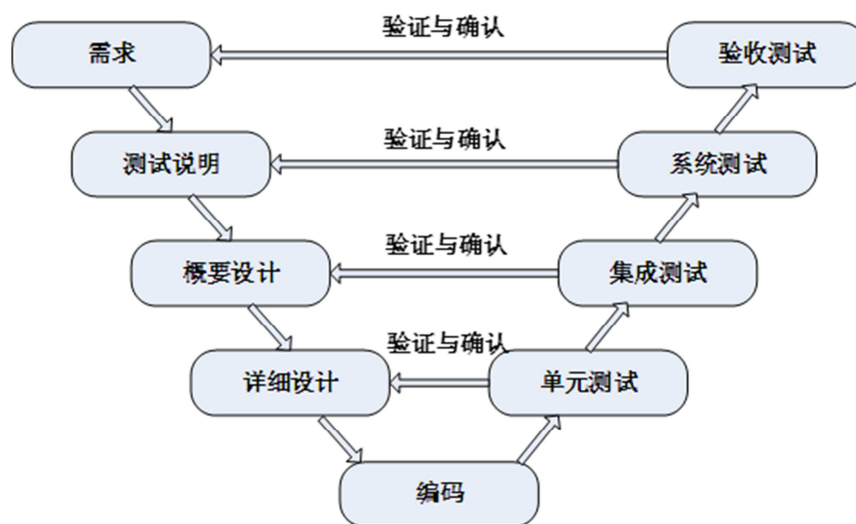 验证与确认
需求
验收测试
验证与确认
测试说明
系统测试
验证与确认
概要设计
集成测试
验证与确认
详细设计
单元测试
编码